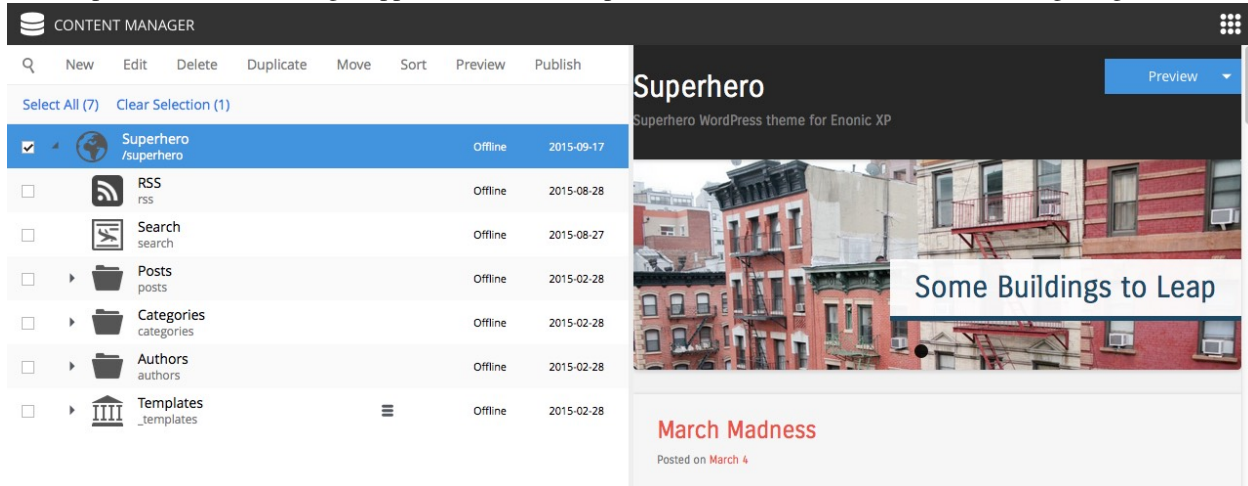 CONTENT MANAGER
New Edit Delete Duplicate Move Sort Preview Publish
Select All (7) Clear Selection (1)
Superhero
/superhero
Offline 2015-09-17
RSS
rss
Offline 2015-08-28
Search
search
Offline 2015-08-27
Posts
posts
Offline 2015-02-28
Categories
categories
Offline 2015-02-28
Authors
authors
Offline 2015-02-28
Templates
_templates
Offline 2015-02-28
Superhero
Preview
Superhero WordPress theme for Enonic XP
Some Buildings to Leap
March Madness
Posted on March 4